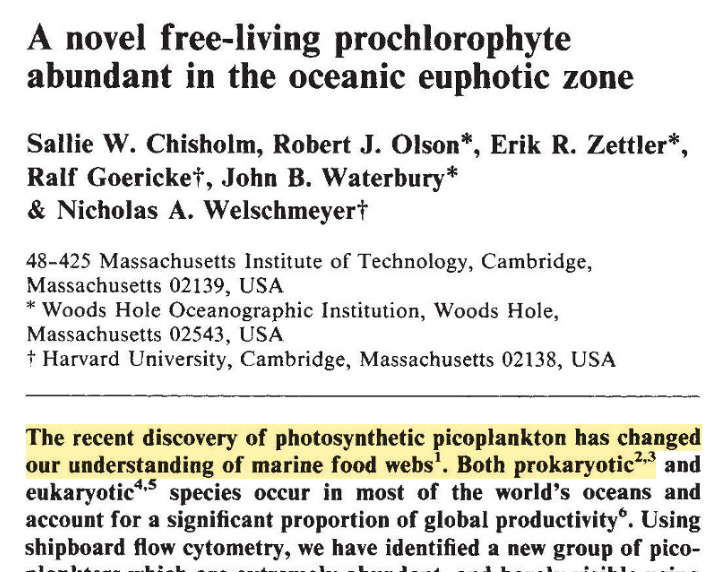 A novel free-living prochlorophyte
abundant in the oceanic euphotic zone
Sallie W. Chisholm, Robert J. Olson*, Erik R. Zettler*,
Ralf Goericke†, John B. Waterbury*
& Nicholas A. Welschmeyer†
48–425 Massachusetts Institute of Technology, Cambridge,
Massachusetts 02139, USA
* Woods Hole Oceanographic Institution, Woods Hole,
Massachusetts 02543, USA
† Harvard University, Cambridge, Massachusetts 02138, USA
The recent discovery of photosynthetic picoplankton has changed
our understanding of marine food webs¹. Both prokaryotic²,³ and
eukaryotic⁴,⁵ species occur in most of the world's oceans and
account for a significant proportion of global productivity⁶. Using
shipboard flow cytometry, we have identified a new group of pico-